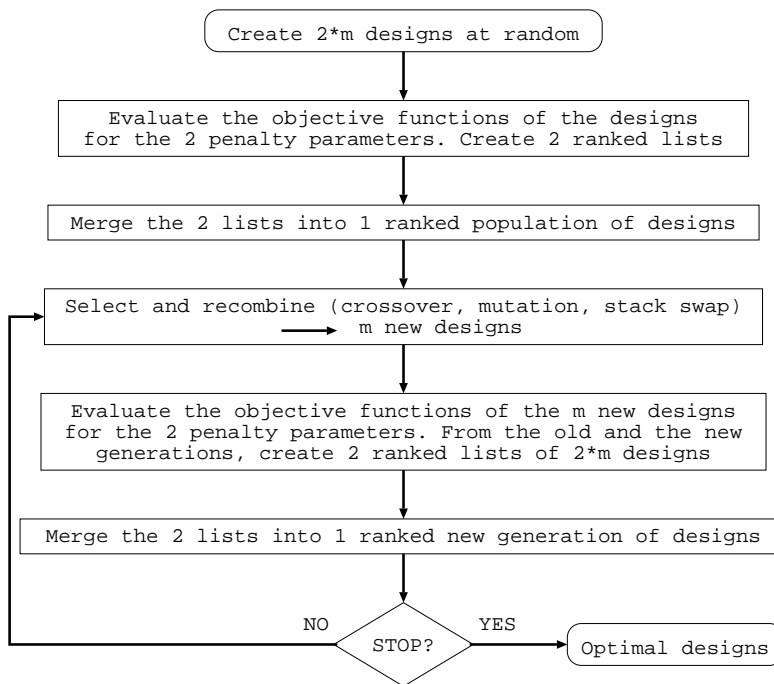 Create 2*m designs at random
Evaluate the objective functions of the designs
for the 2 penalty parameters. Create 2 ranked lists
Merge the 2 lists into 1 ranked population of designs
Select and recombine (crossover, mutation, stack swap)
m new designs
Evaluate the objective functions of the m new designs
for the 2 penalty parameters. From the old and the new
generations, create 2 ranked lists of 2*m designs
Merge the 2 lists into 1 ranked new generation of designs
NO
STOP?
YES
Optimal designs